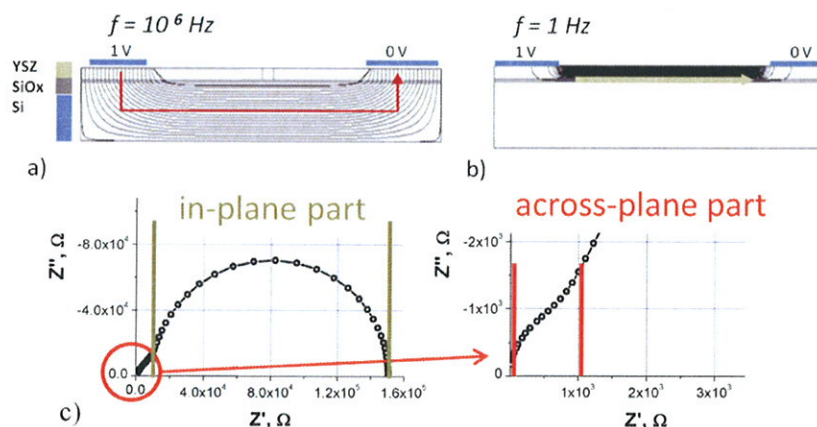 f = 10⁶ Hz
f = 1 Hz
1 V
0 V
1 V
0 V
YSZ
SiOx
Si
a)
b)
in-plane part
across-plane part
-8.0x10⁴
-4.0x10⁴
0.0
Z'', Ω
0.0
4.0x10⁴
8.0x10⁴
1.2x10⁵
1.6x10⁵
Z', Ω
-2x10³
-1x10³
0
Z'', Ω
1x10³
2x10³
3x10³
Z', Ω
c)